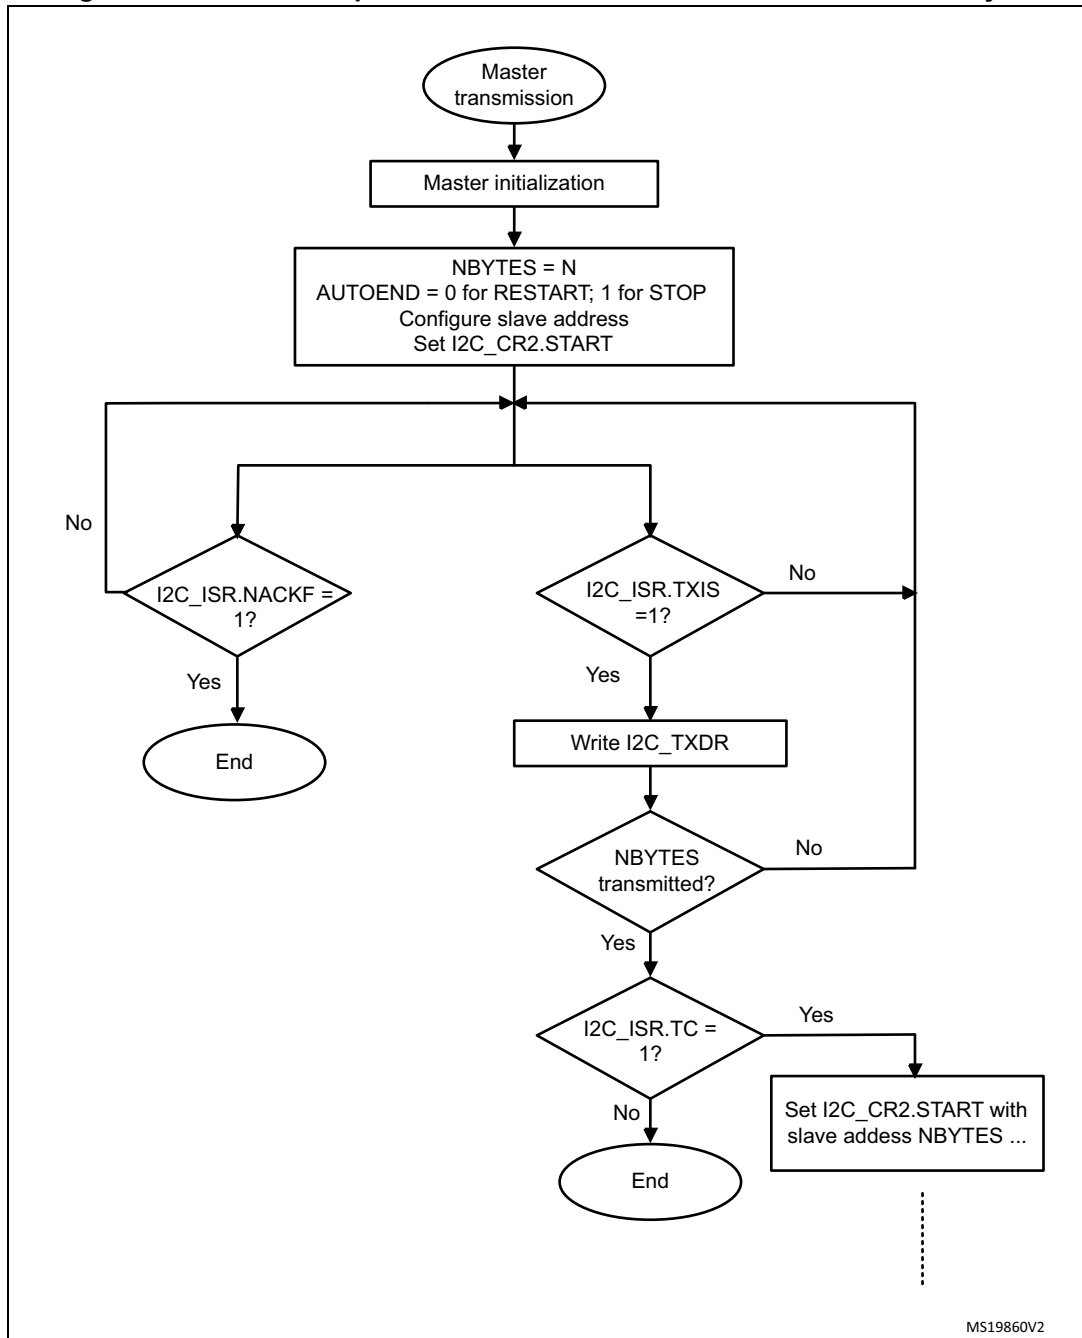 Master
transmission
Master initialization
NBYTES = N
AUTOEND = 0 for RESTART; 1 for STOP
Configure slave address
Set I2C_CR2.START
No
I2C_ISR.NACKF =
1?
Yes
End
I2C_ISR.TXIS
=1?
No
Yes
Write I2C_TXDR
NBYTES
transmitted?
No
Yes
I2C_ISR.TC =
1?
Yes
No
Set I2C_CR2.START with
slave addess NBYTES ...
End
MS19860V2